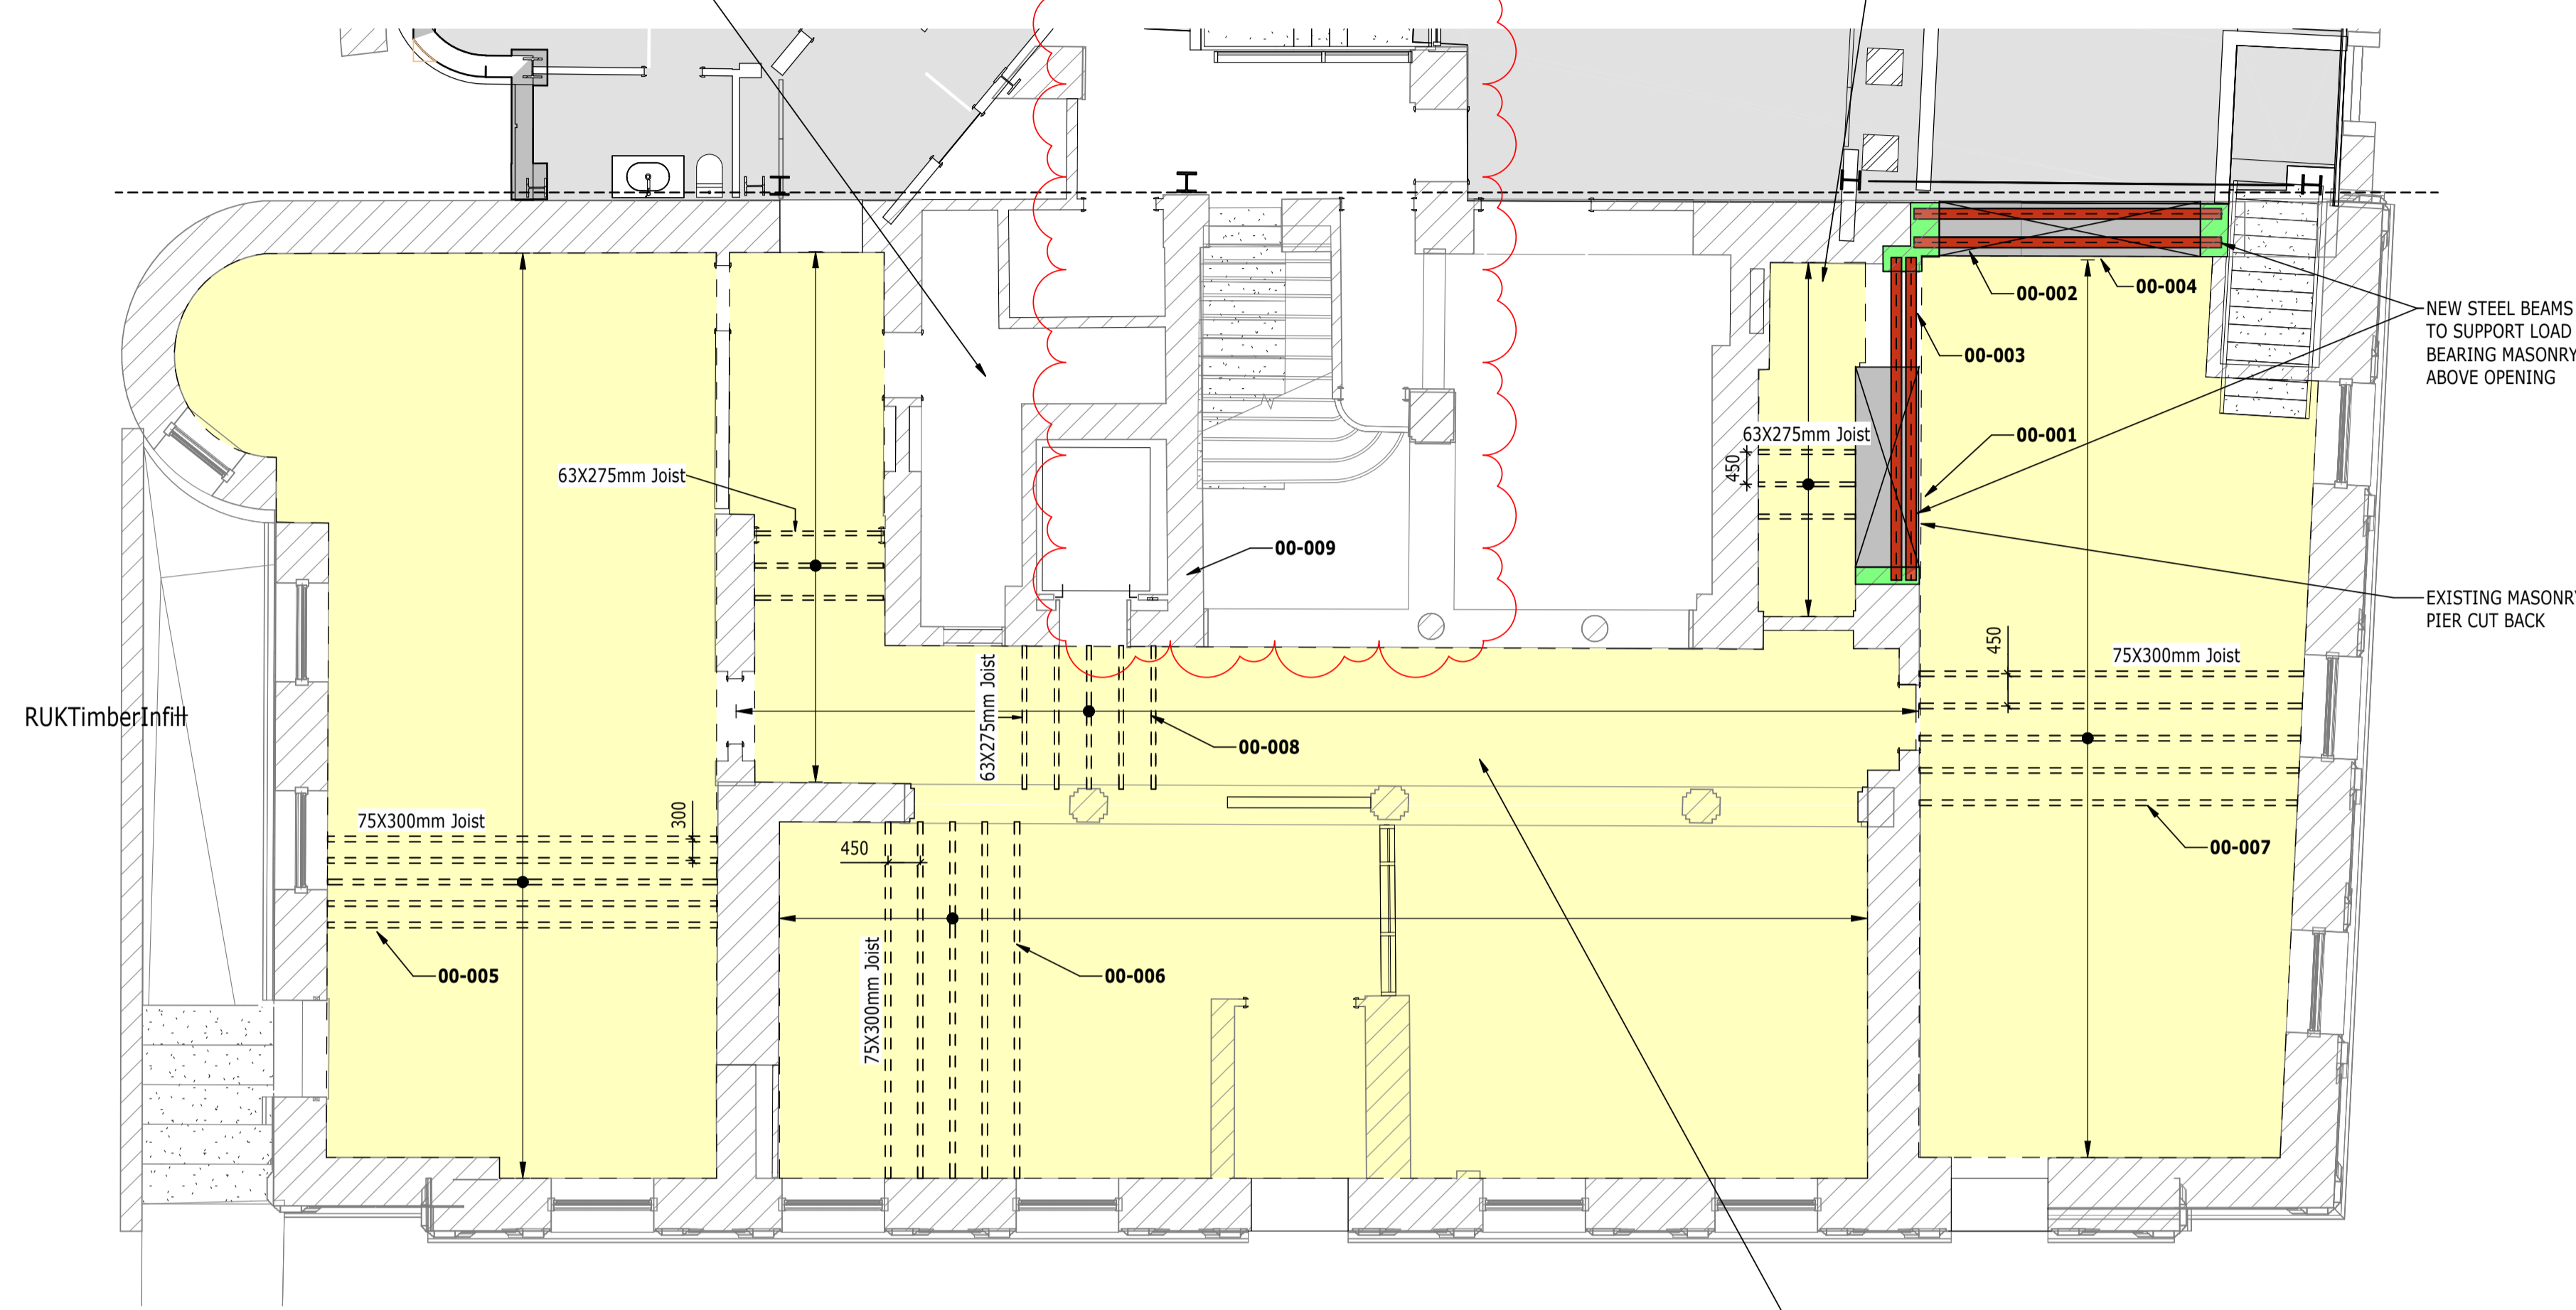 00-002
00-004
NEW STEEL BEAMS
TO SUPPORT LOAD
BEARING MASONRY
ABOVE OPENING
00-003
63X275mm Joist
00-001
63X275mm Joist
450
00-009
EXISTING MASONRY
PIER CUT BACK
450
75X300mm Joist
63X275mm Joist
RUKTimberInfill
00-008
300
75X300mm Joist
450
00-007
75X300mm Joist
00-005
00-006